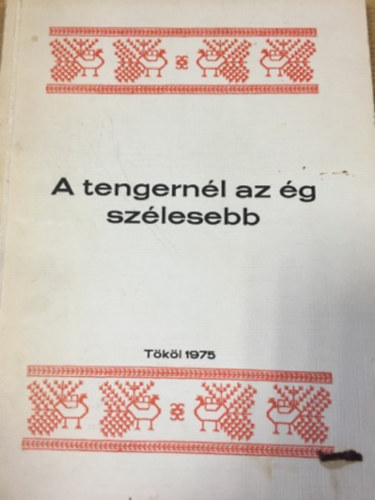 A tengernél az ég
szélesebb
Tököl 1975